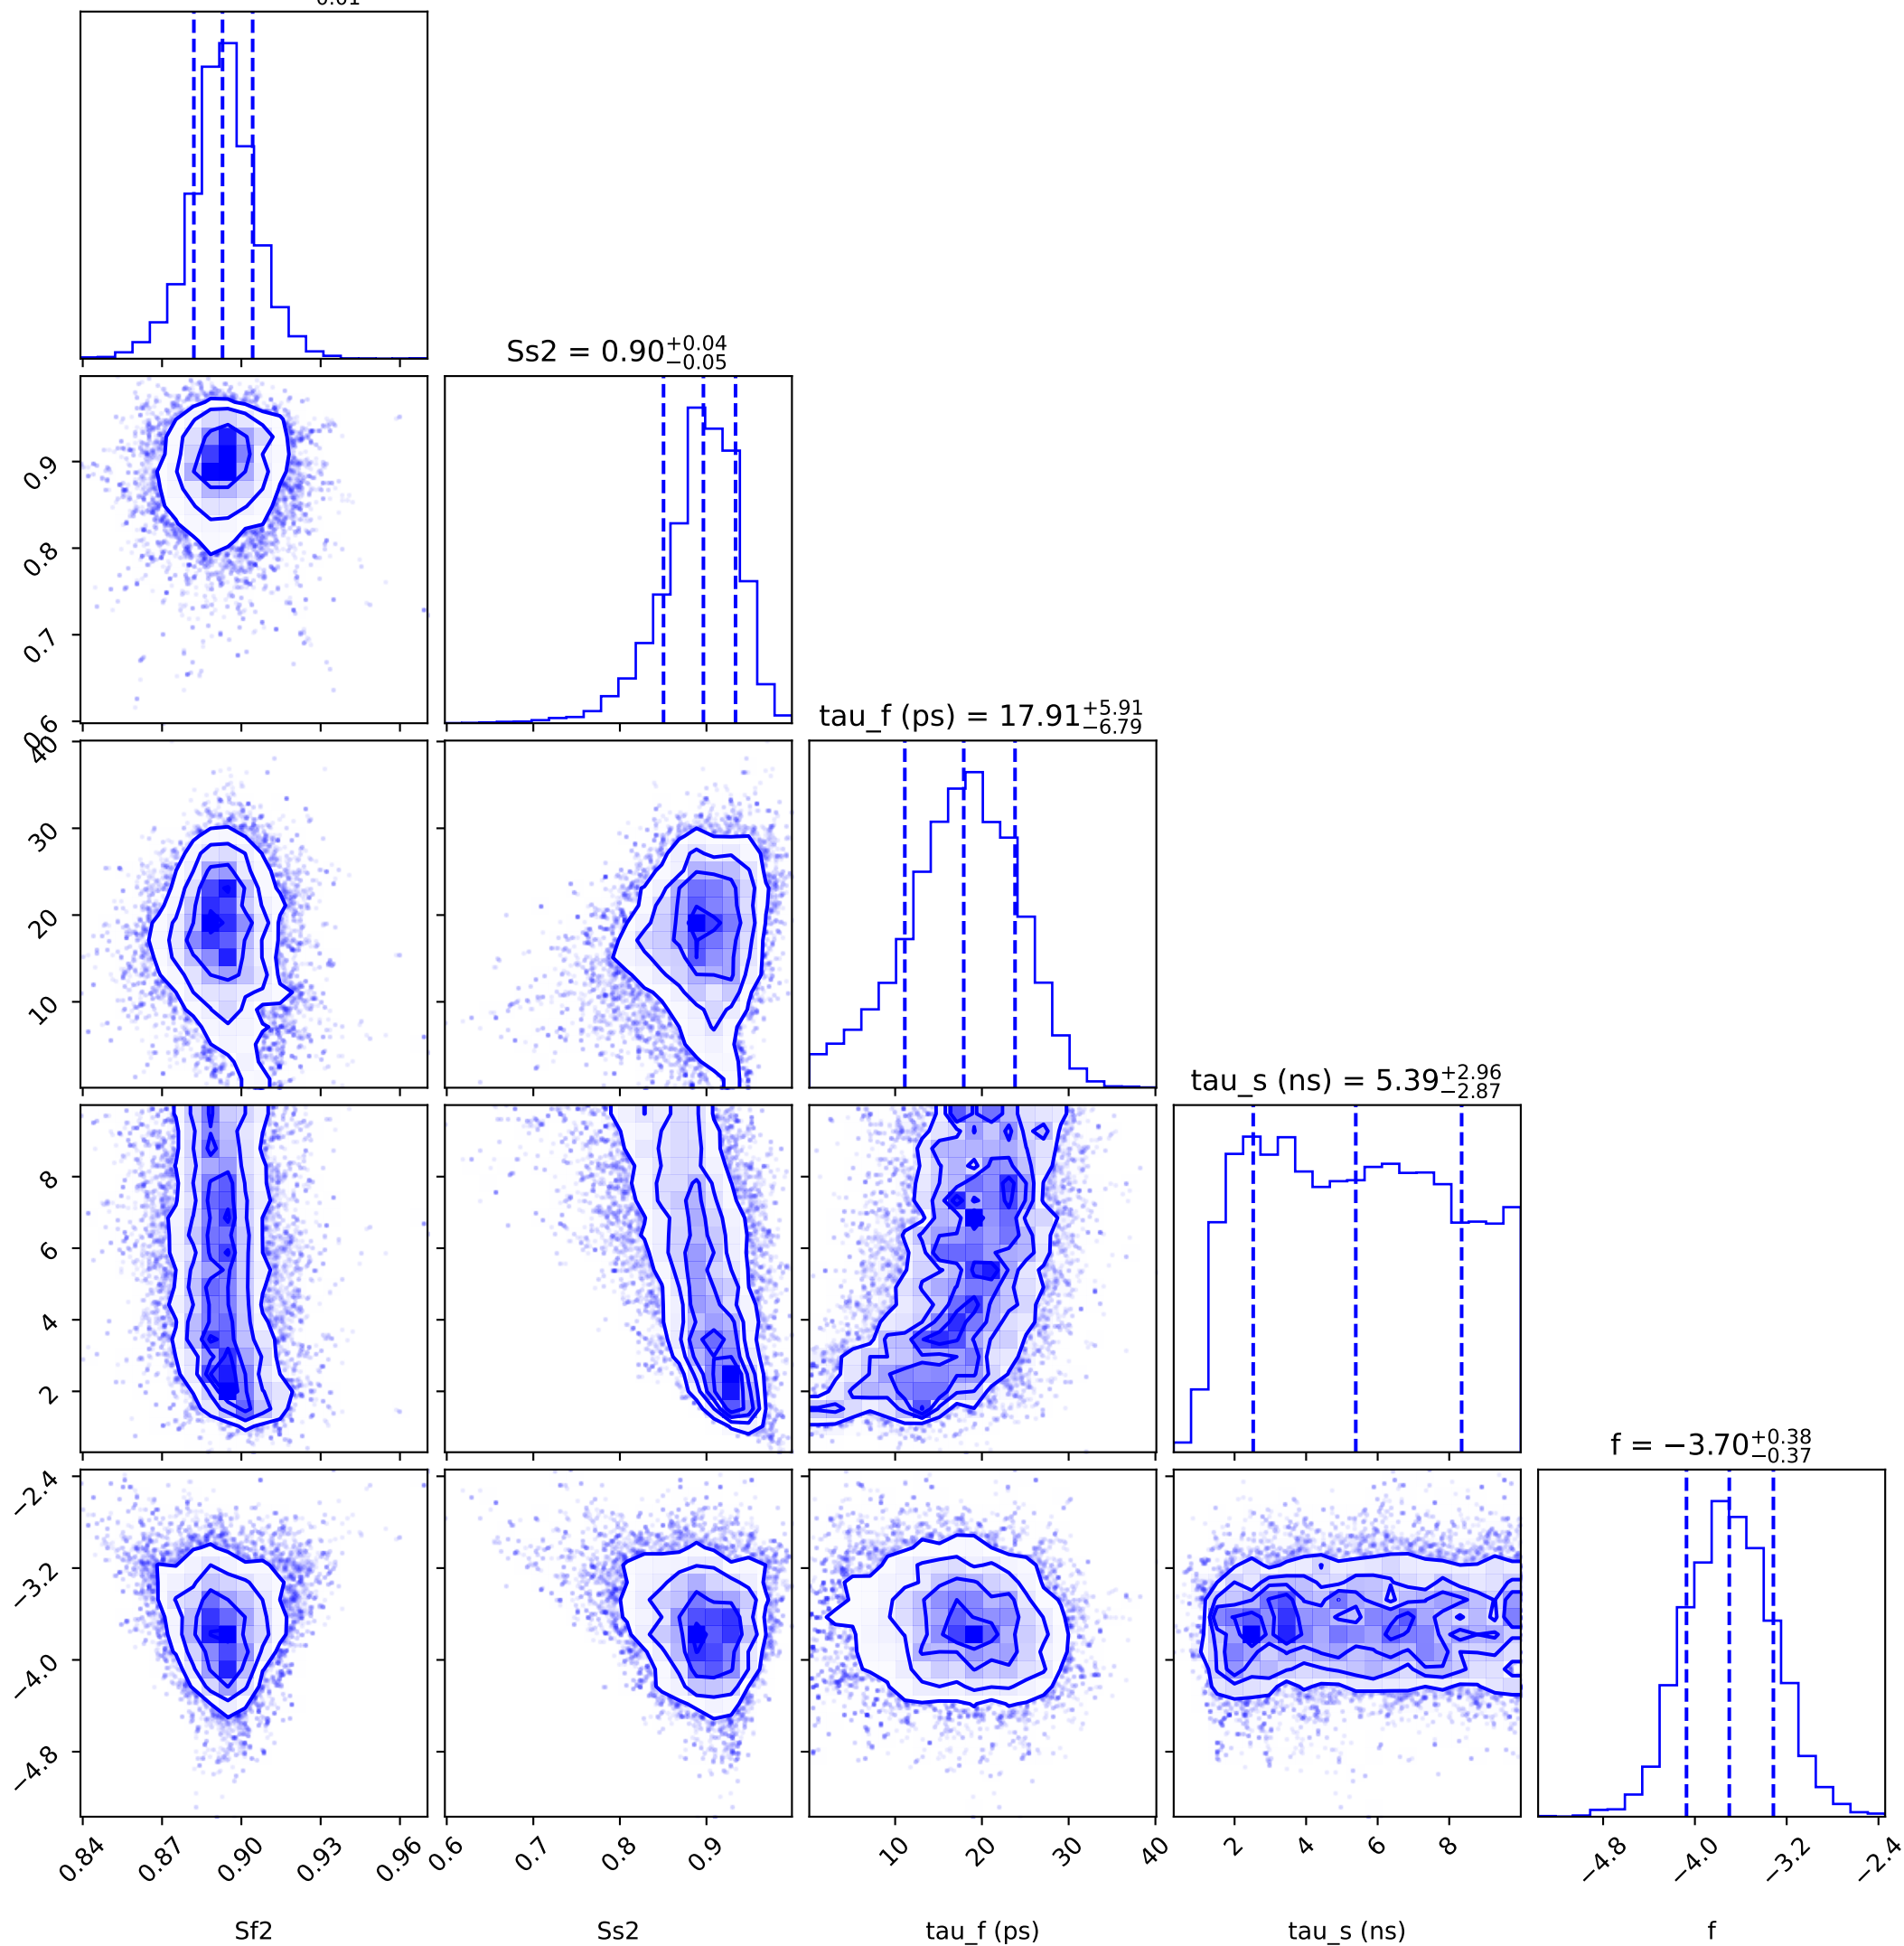 0.01
Ss2 = 0.90 +0.04 −0.05
0.9
0.8
0.7
0.6
tau_f (ps) = 17.91 +5.91 −6.79
40
30
20
10
tau_s (ns) = 5.39 +2.96 −2.87
8
6
4
2
f = −3.70 +0.38 −0.37
−2.4
−3.2
−4.0
−4.8
0.84 0.87 0.90 0.93 0.96 0.6 0.7 0.8 0.9 10 20 30 40 2 4 6 8 −4.8 −4.0 −3.2 −2.4
Sf2 Ss2 tau_f (ps) tau_s (ns) f